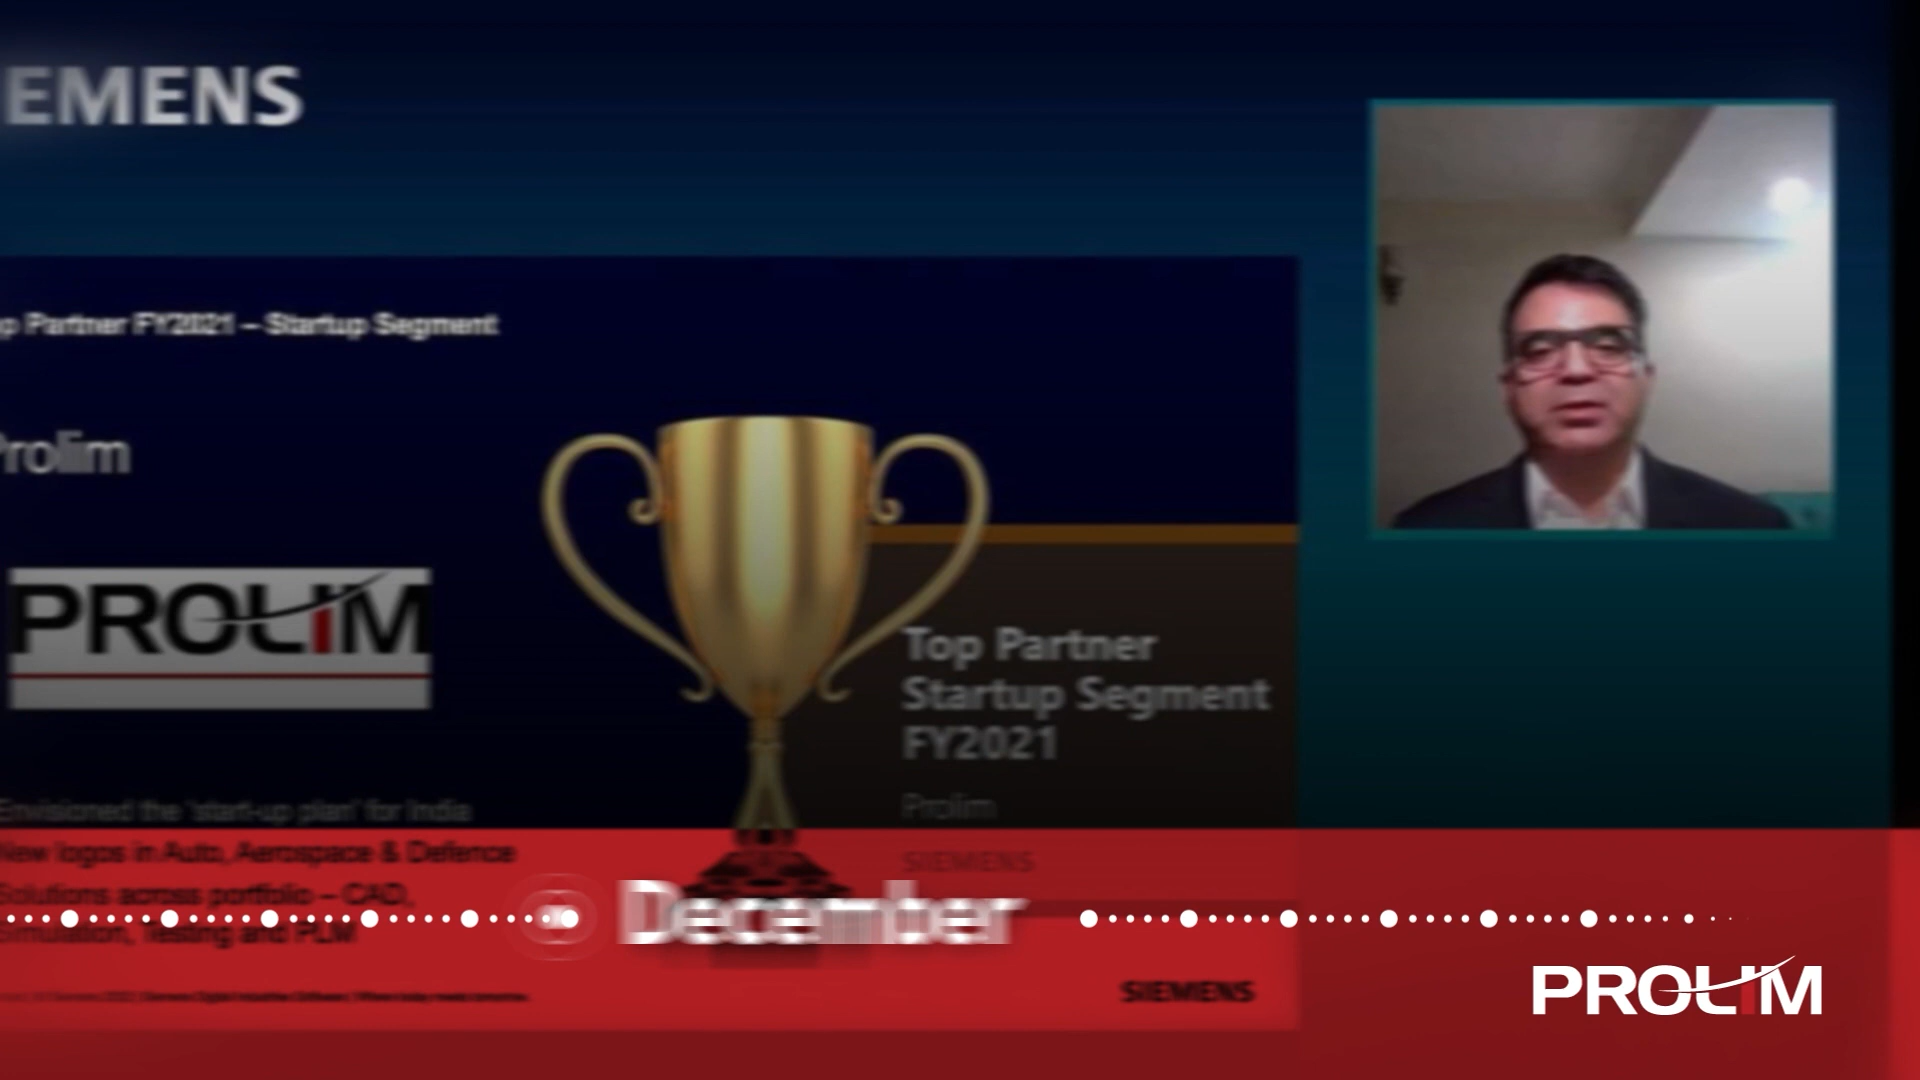 EMENS
p Partner FY2021 – Startup Segment
Prolim
PROLIM
Top Partner
Startup Segment
FY2021
Prolim
Envisioned the 'start-up plan' for India
New logos in Auto, Aerospace & Defence
Solutions across portfolio – CAD,
Simulation, Testing and PLM
SIEMENS
December
SIEMENS
PROLIM